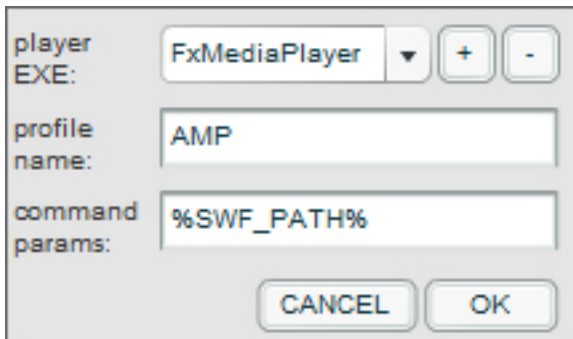 player
EXE:
FxMediaPlayer
+
-
profile
name:
AMP
command
params:
%SWF_PATH%
CANCEL
OK